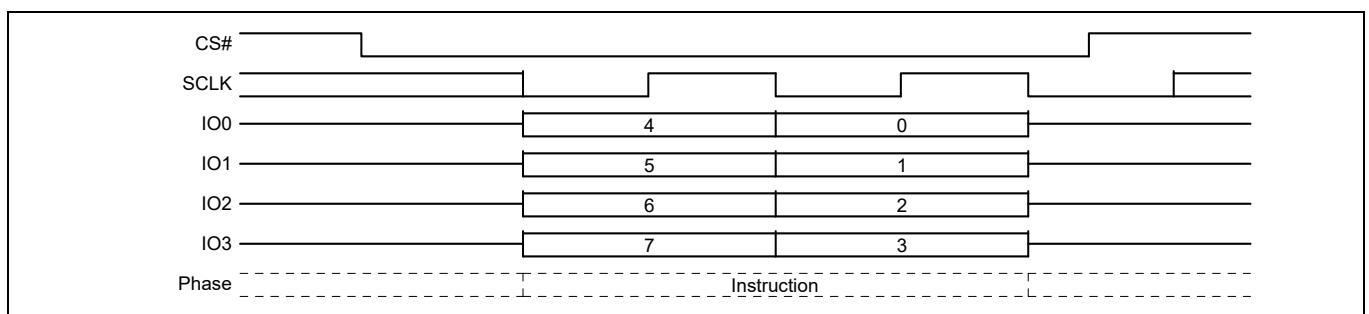 CS#
SCLK
IO0 4 0
IO1 5 1
IO2 6 2
IO3 7 3
Phase Instruction